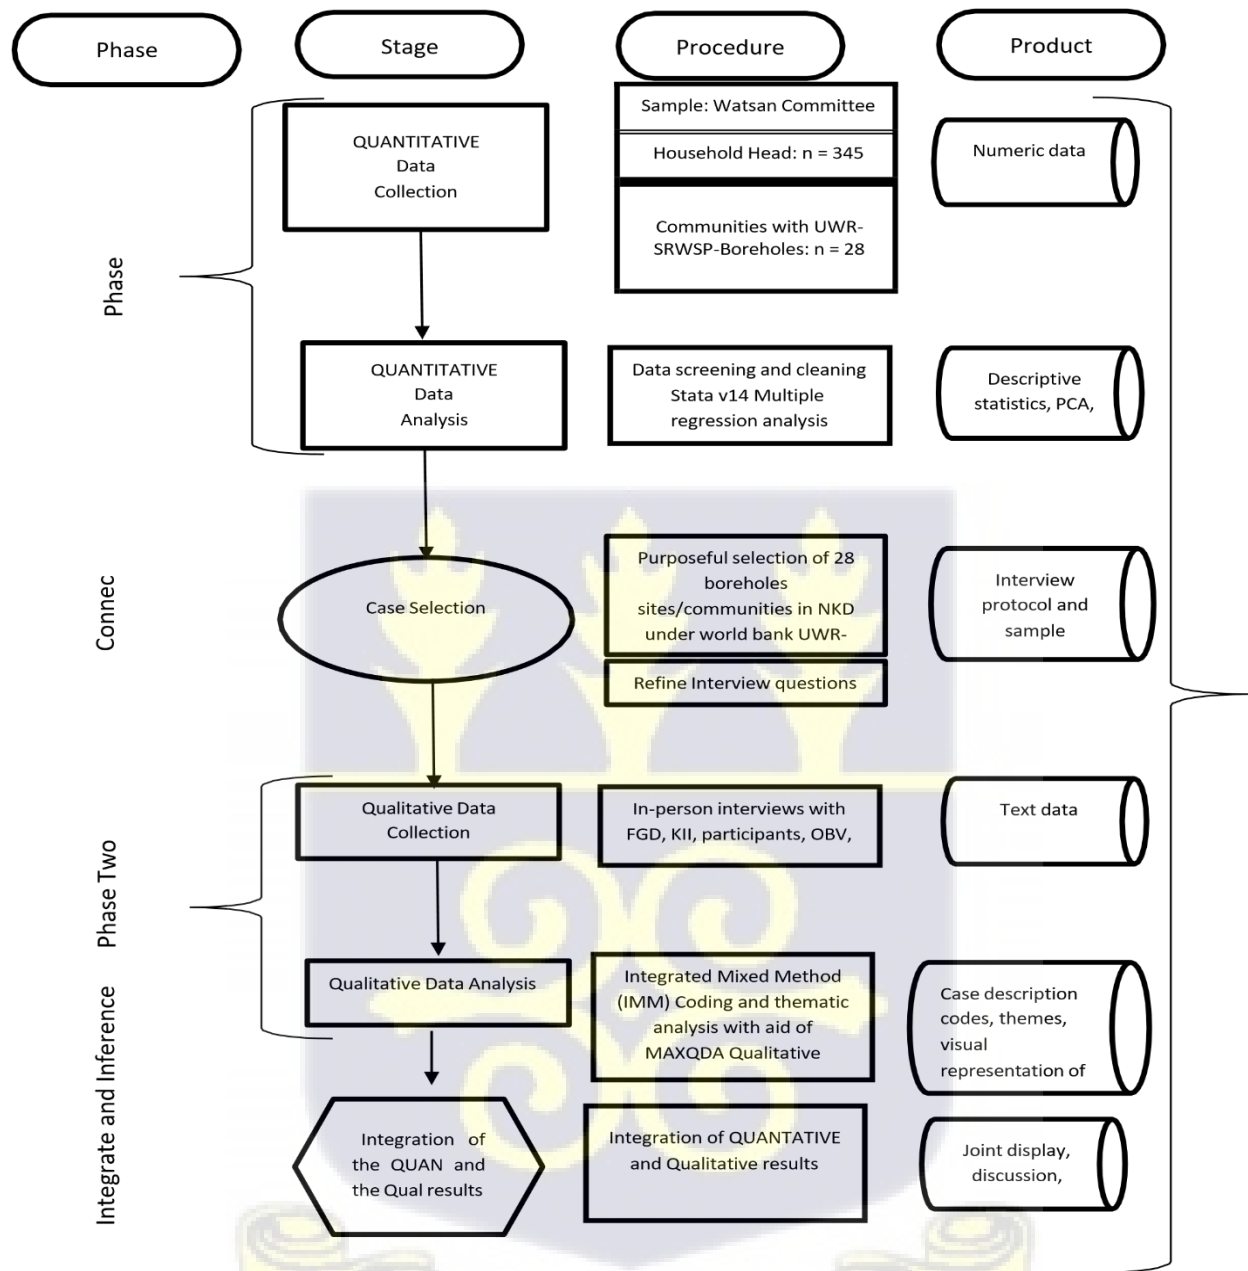 Phase
Stage
Procedure
Product
Phase
QUANTITATIVE
Data
Collection
Sample: Watsan Committee
Household Head: n = 345
Communities with UWR-
SRWSP-Boreholes: n = 28
Numeric data
QUANTITATIVE
Data
Analysis
Data screening and cleaning
Stata v14 Multiple
regression analysis
Descriptive
statistics, PCA,
Connec
Case Selection
Purposeful selection of 28
boreholes
sites/communities in NKD
under world bank UWR-
Refine Interview questions
Interview
protocol and
sample
Phase Two
Qualitative Data
Collection
In-person interviews with
FGD, KII, participants, OBV,
Text data
Qualitative Data Analysis
Integrated Mixed Method
(IMM) Coding and thematic
analysis with aid of
MAXQDA Qualitative
Case description
codes, themes,
visual
representation of
Integrate and Inference
Integration of
the QUAN and
the Qual results
Integration of QUANTATIVE
and Qualitative results
Joint display,
discussion,